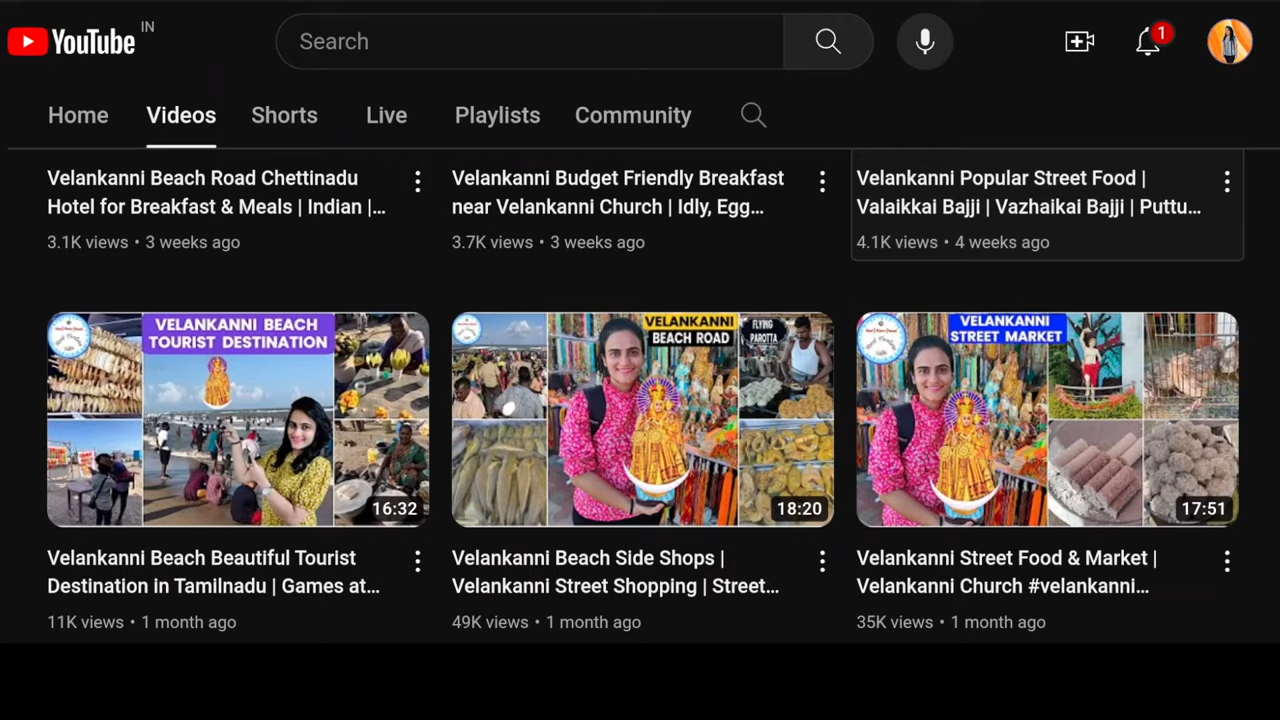 YouTube IN
Search
1
Home Videos Shorts Live Playlists Community
Velankanni Beach Road Chettinadu
Hotel for Breakfast & Meals | Indian |...
3.1K views • 3 weeks ago
Velankanni Budget Friendly Breakfast
near Velankanni Church | Idly, Egg...
3.7K views • 3 weeks ago
Velankanni Popular Street Food |
Valaikkai Bajji | Vazhaikai Bajji | Puttu...
4.1K views • 4 weeks ago
VELANKANNI BEACH
TOURIST DESTINATION
16:32
Velankanni Beach Beautiful Tourist
Destination in Tamilnadu | Games at...
11K views • 1 month ago
VELANKANNI
BEACH ROAD
FLYING
PAROTTA
18:20
Velankanni Beach Side Shops |
Velankanni Street Shopping | Street...
49K views • 1 month ago
VELANKANNI
STREET MARKET
17:51
Velankanni Street Food & Market |
Velankanni Church #velankanni...
35K views • 1 month ago